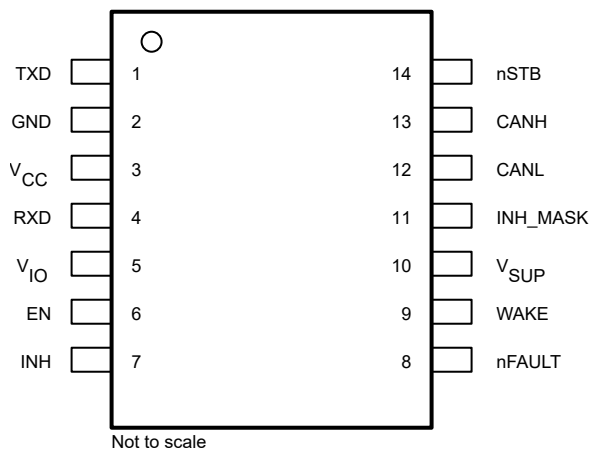 TXD 1 14 nSTB
GND 2 13 CANH
VCC 3 12 CANL
RXD 4 11 INH_MASK
VIO 5 10 VSUP
EN 6 9 WAKE
INH 7 8 nFAULT
Not to scale